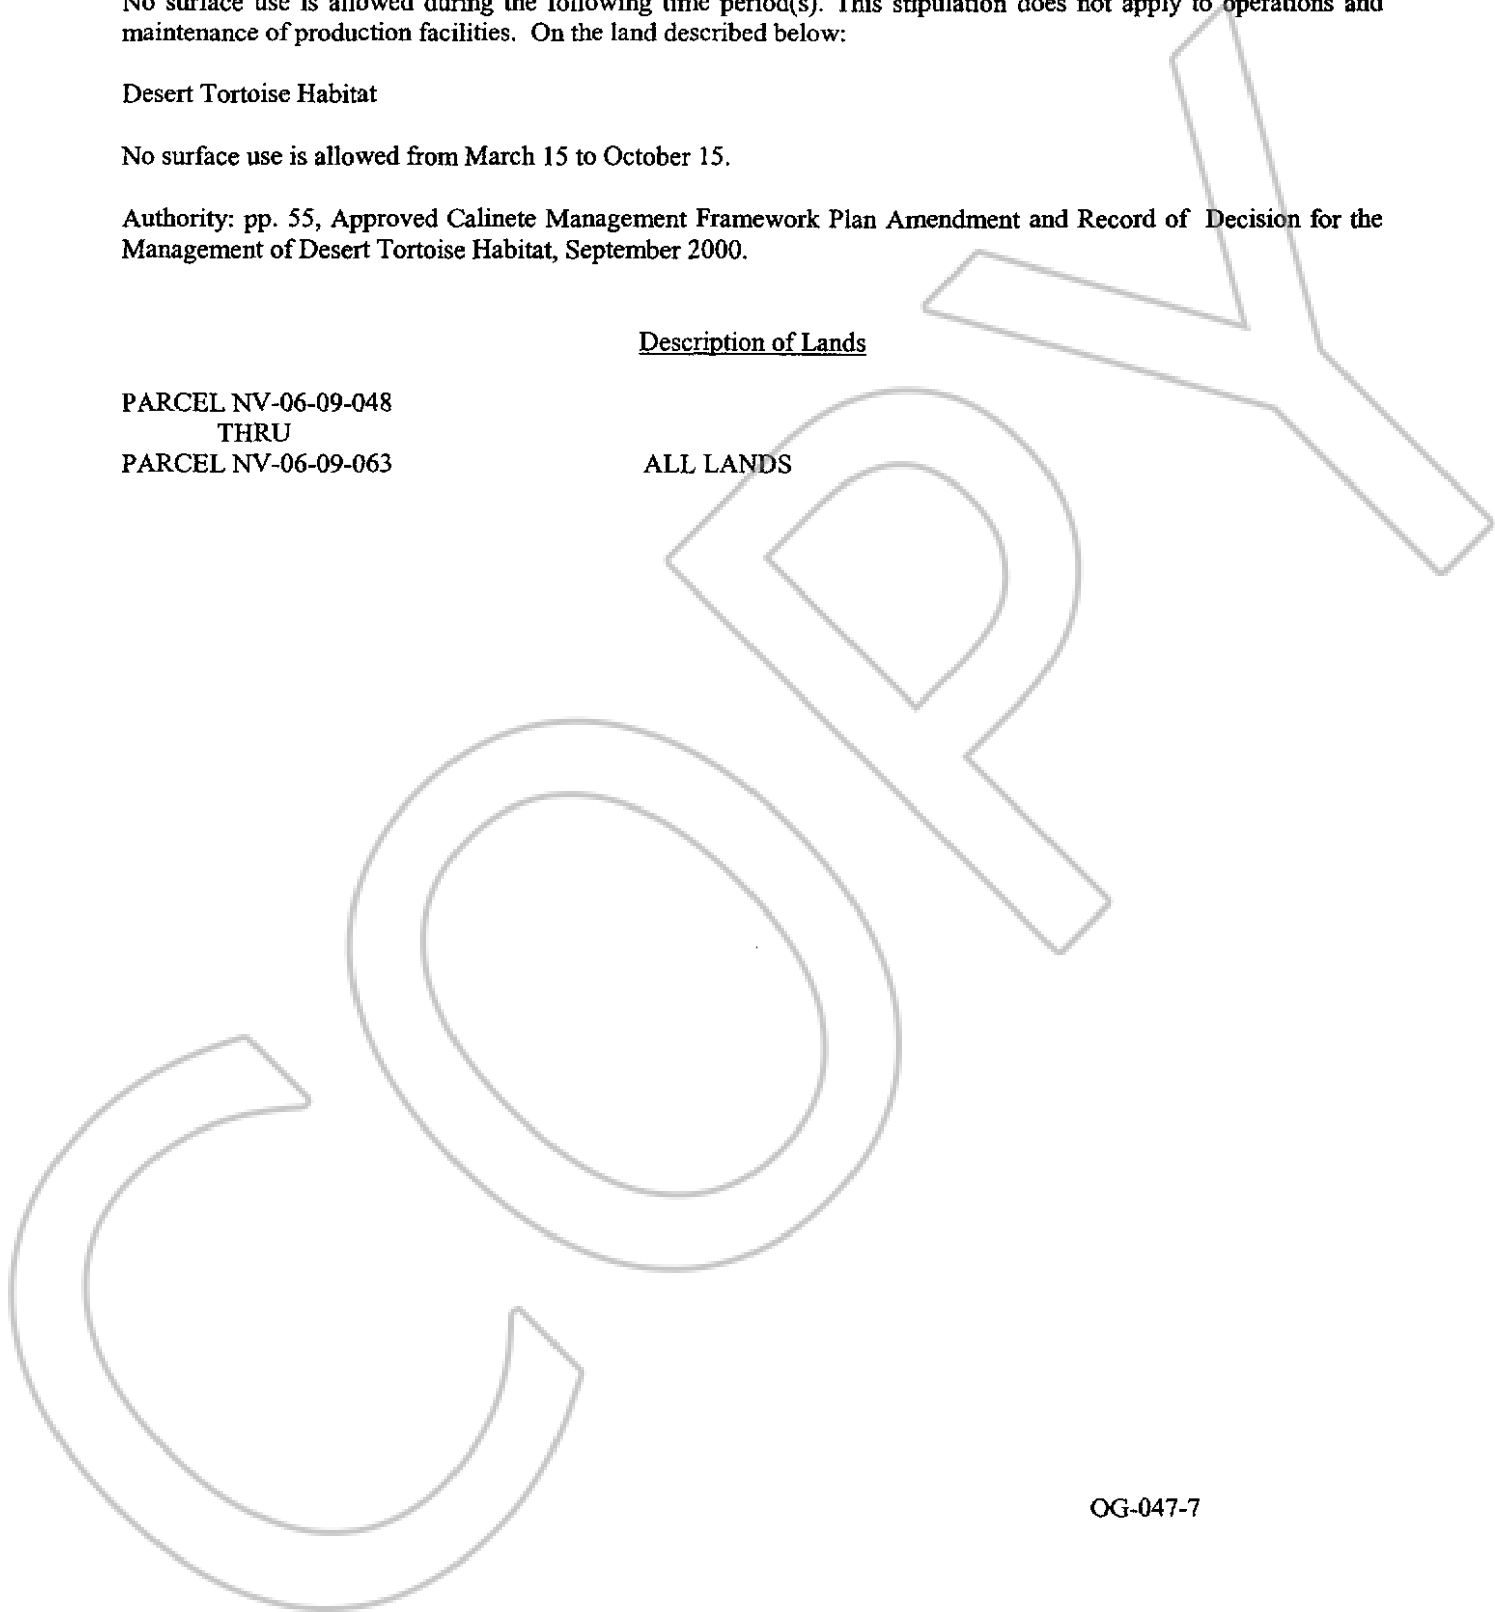 No surface use is allowed during the following time period(s). This stipulation does not apply to operations and
maintenance of production facilities. On the land described below:
Desert Tortoise Habitat
No surface use is allowed from March 15 to October 15.
Authority: pp. 55, Approved Calinete Management Framework Plan Amendment and Record of Decision for the
Management of Desert Tortoise Habitat, September 2000.
Description of Lands
PARCEL NV-06-09-048
THRU
PARCEL NV-06-09-063 ALL LANDS
COPY
OG-047-7